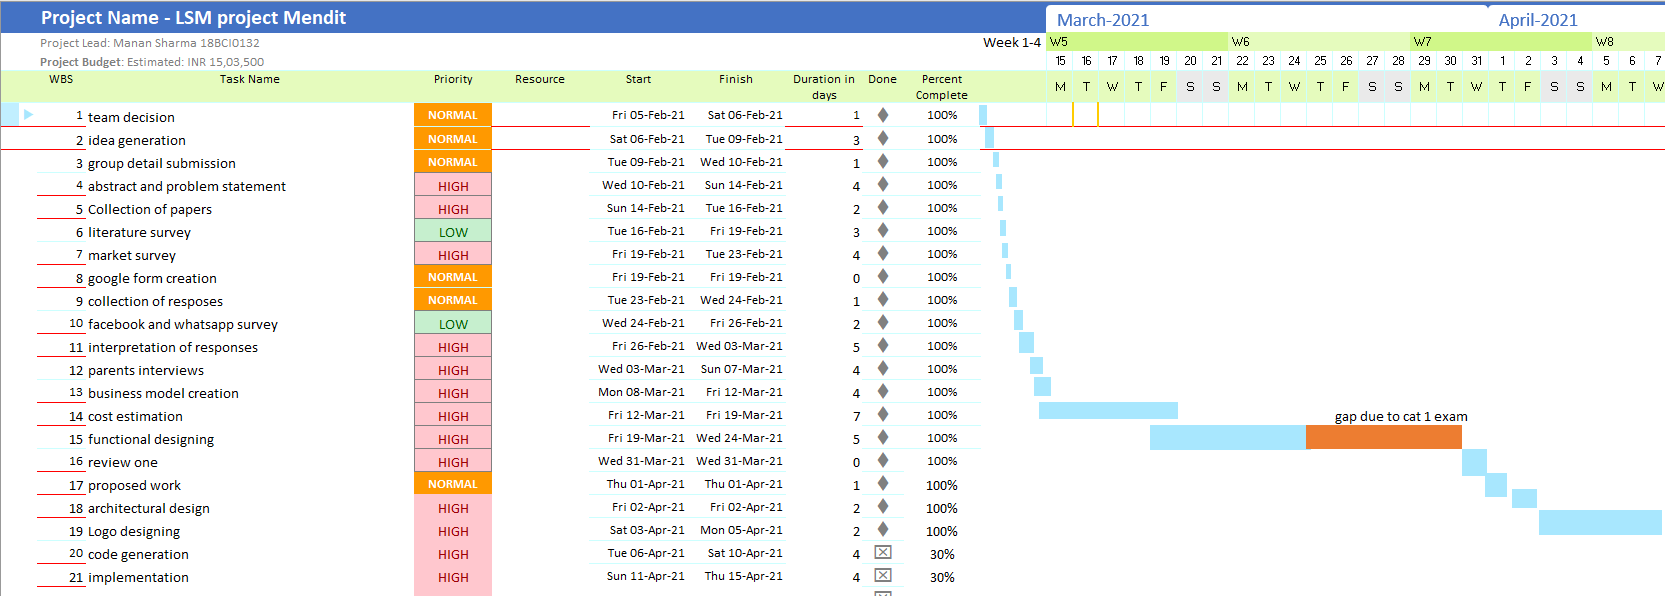 Project Name - LSM project Mendit
March-2021 April-2021
Project Lead: Manan Sharma 18BCI0132
Week 1-4 W5 W6 W7 W8
Project Budget: Estimated: INR 15,03,500
15 16 17 18 19 20 21 22 23 24 25 26 27 28 29 30 31 1 2 3 4 5 6 7
WBS Task Name Priority Resource Start Finish Duration in days Done Percent Complete
M T W T F S S M T W T F S S M T W T F S S M T W
1 team decision NORMAL Fri 05-Feb-21 Sat 06-Feb-21 1 100%
2 idea generation NORMAL Sat 06-Feb-21 Tue 09-Feb-21 3 100%
3 group detail submission NORMAL Tue 09-Feb-21 Wed 10-Feb-21 1 100%
4 abstract and problem statement HIGH Wed 10-Feb-21 Sun 14-Feb-21 4 100%
5 Collection of papers HIGH Sun 14-Feb-21 Tue 16-Feb-21 2 100%
6 literature survey LOW Tue 16-Feb-21 Fri 19-Feb-21 3 100%
7 market survey HIGH Fri 19-Feb-21 Tue 23-Feb-21 4 100%
8 google form creation NORMAL Fri 19-Feb-21 Fri 19-Feb-21 0 100%
9 collection of resposes NORMAL Tue 23-Feb-21 Wed 24-Feb-21 1 100%
10 facebook and whatsapp survey LOW Wed 24-Feb-21 Fri 26-Feb-21 2 100%
11 interpretation of responses HIGH Fri 26-Feb-21 Wed 03-Mar-21 5 100%
12 parents interviews HIGH Wed 03-Mar-21 Sun 07-Mar-21 4 100%
13 business model creation HIGH Mon 08-Mar-21 Fri 12-Mar-21 4 100%
14 cost estimation HIGH Fri 12-Mar-21 Fri 19-Mar-21 7 100% gap due to cat 1 exam
15 functional designing HIGH Fri 19-Mar-21 Wed 24-Mar-21 5 100%
16 review one HIGH Wed 31-Mar-21 Wed 31-Mar-21 0 100%
17 proposed work NORMAL Thu 01-Apr-21 Thu 01-Apr-21 1 100%
18 architectural design HIGH Fri 02-Apr-21 Fri 02-Apr-21 2 100%
19 Logo designing HIGH Sat 03-Apr-21 Mon 05-Apr-21 2 100%
20 code generation HIGH Tue 06-Apr-21 Sat 10-Apr-21 4 30%
21 implementation HIGH Sun 11-Apr-21 Thu 15-Apr-21 4 30%